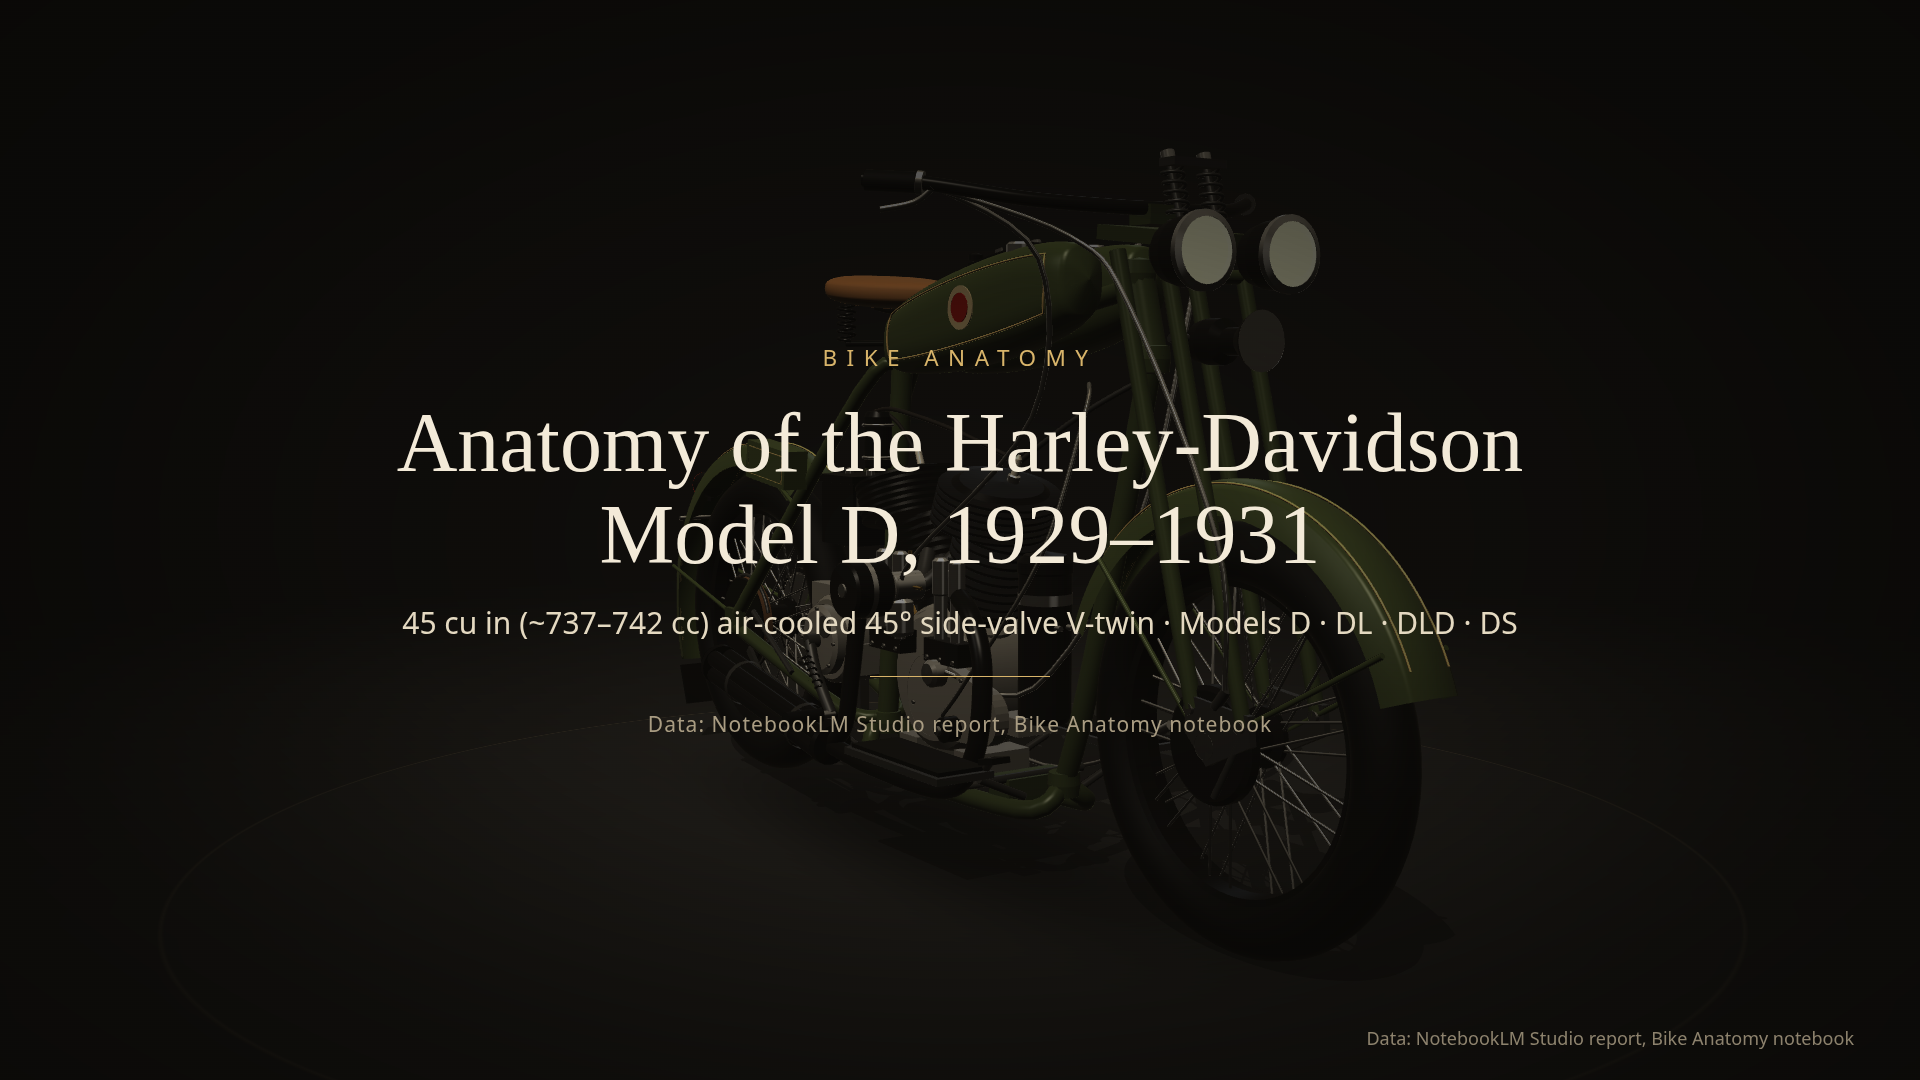 BIKE ANATOMY
Anatomy of the Harley-Davidson
Model D, 1929–1931
45 cu in (~737–742 cc) air-cooled 45° side-valve V-twin · Models D · DL · DLD · DS
Data: NotebookLM Studio report, Bike Anatomy notebook
Data: NotebookLM Studio report, Bike Anatomy notebook